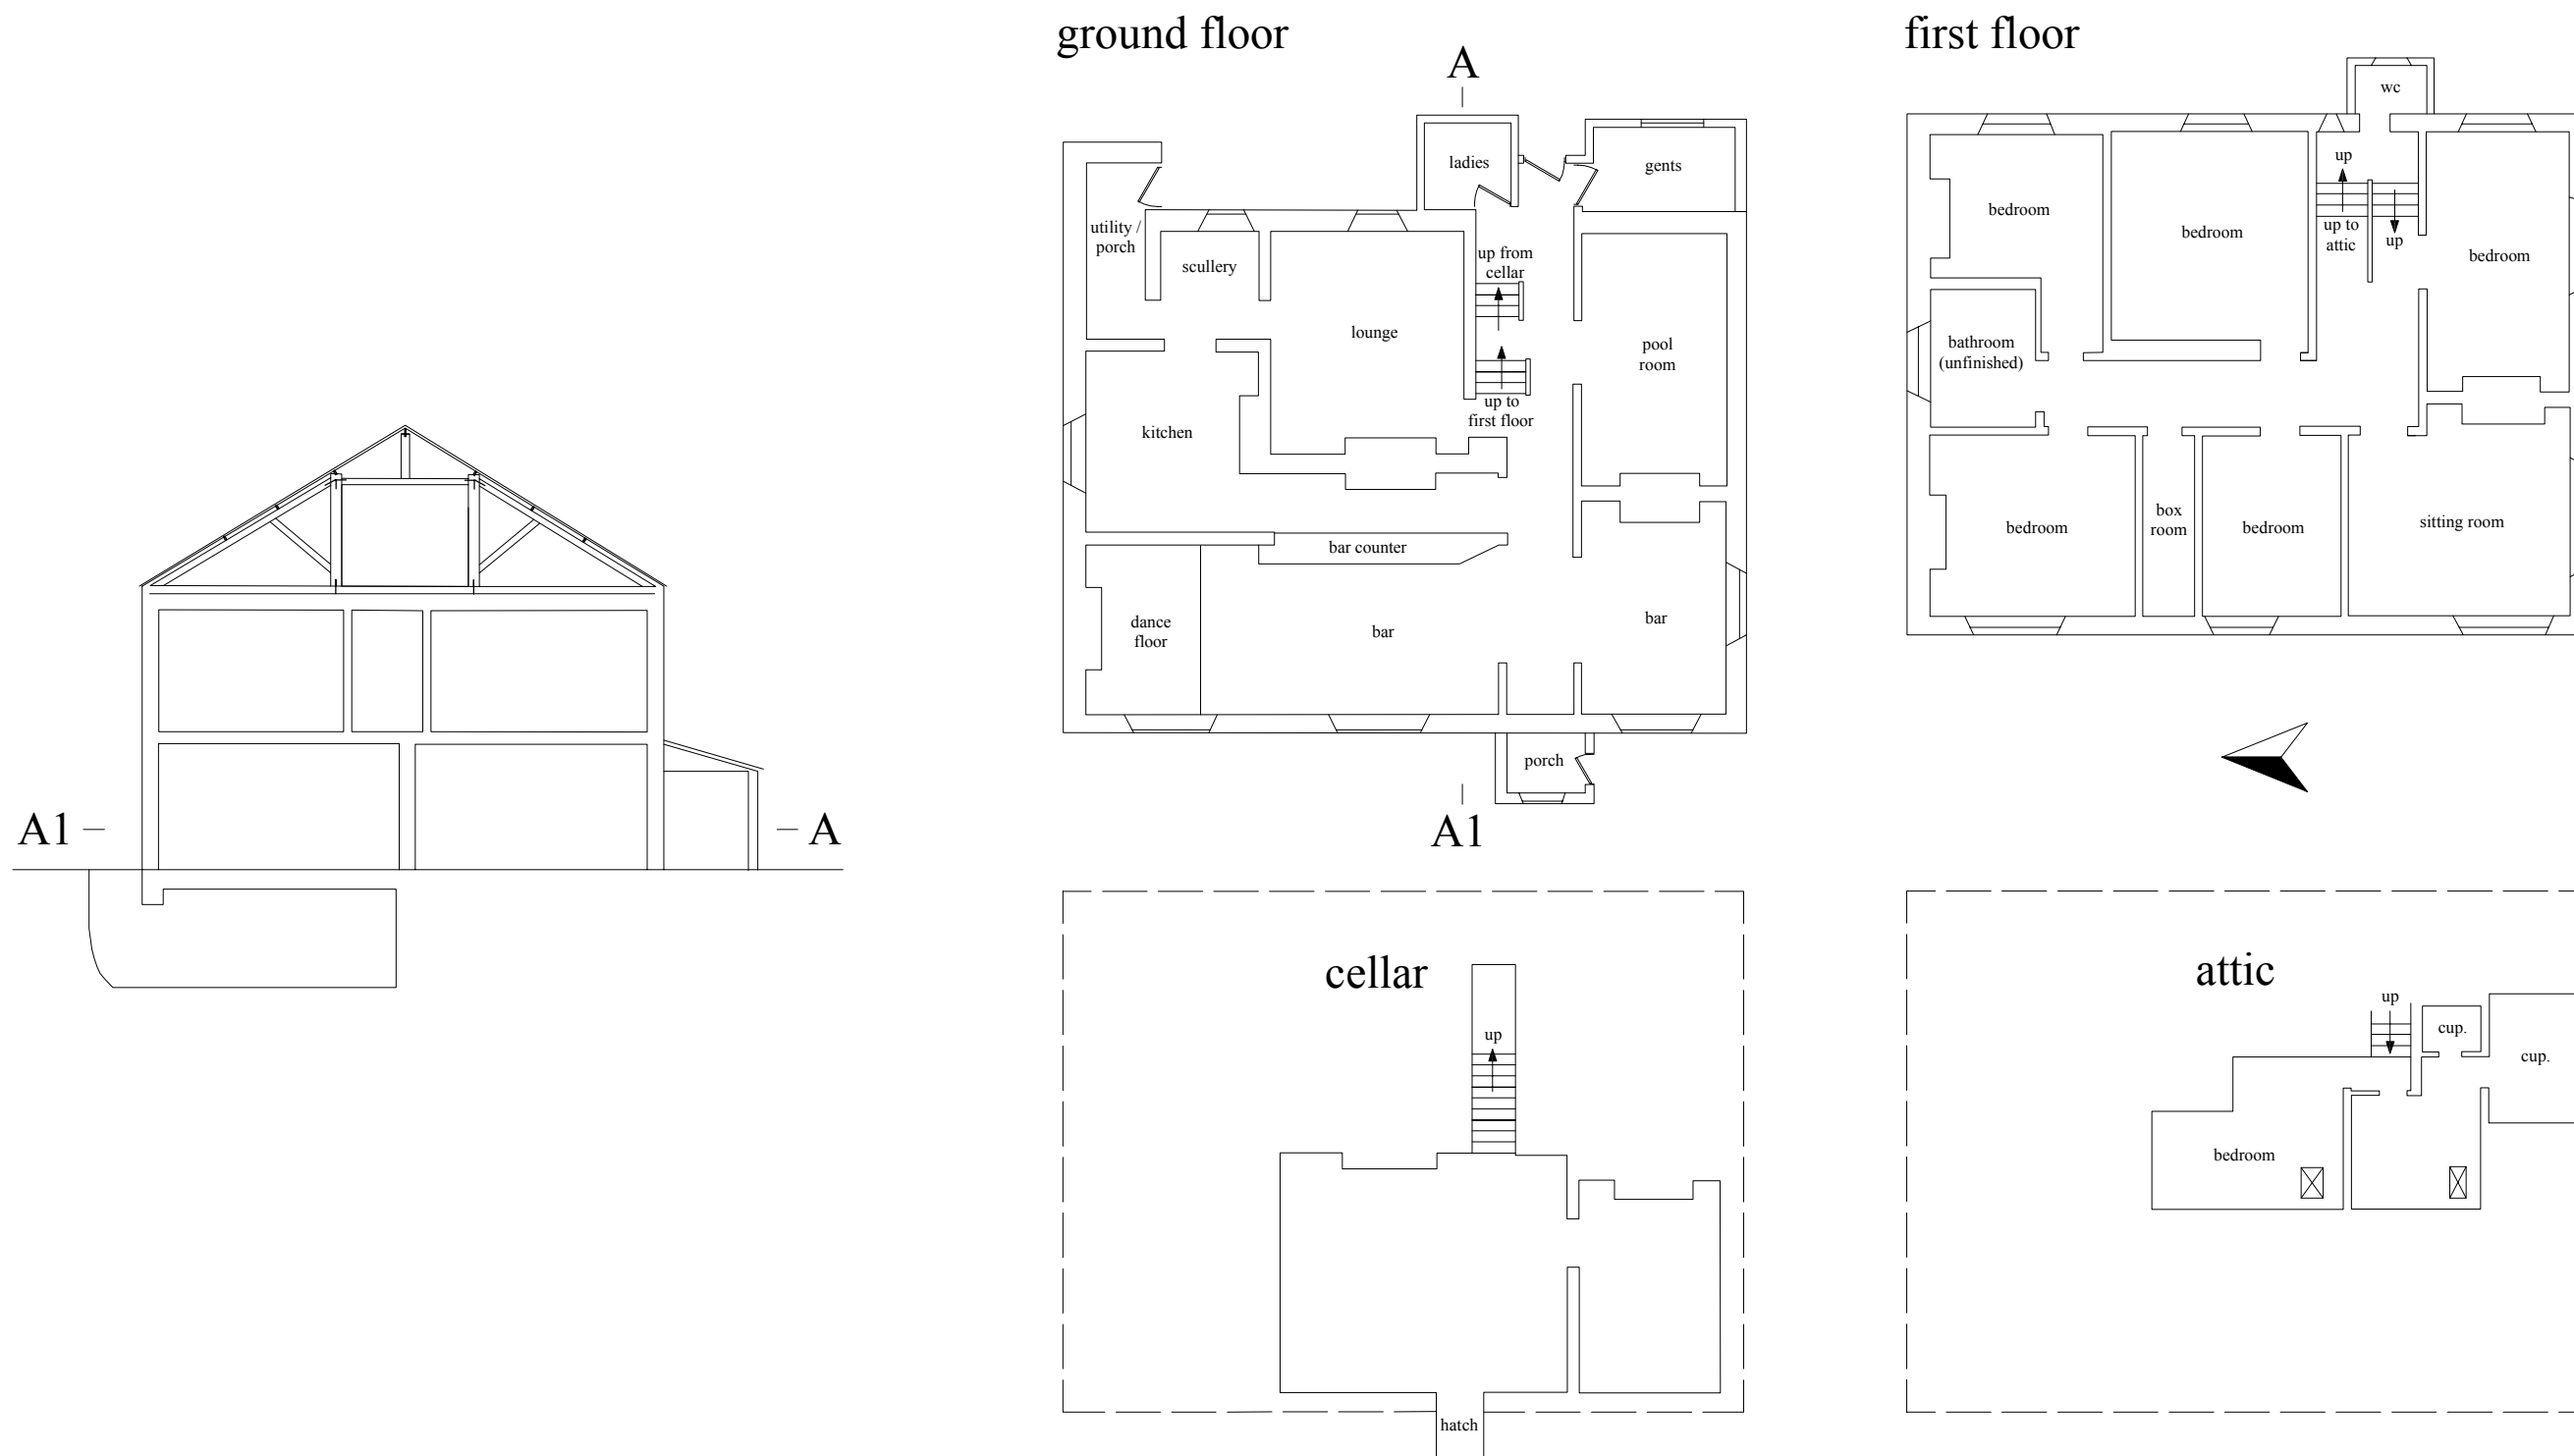 ground floor
first floor
A
wc
ladies
gents
up
bedroom
utility /
porch
up to
attic
up
bedroom
up from
cellar
bedroom
scullery
bedroom
lounge
pool
room
bathroom
(unfinished)
up to
first floor
kitchen
box
room
bedroom
bedroom
sitting room
bar counter
dance
floor
bar
bar
porch
A1
A
A1
cellar
attic
up
cup.
up
cup.
bedroom
hatch